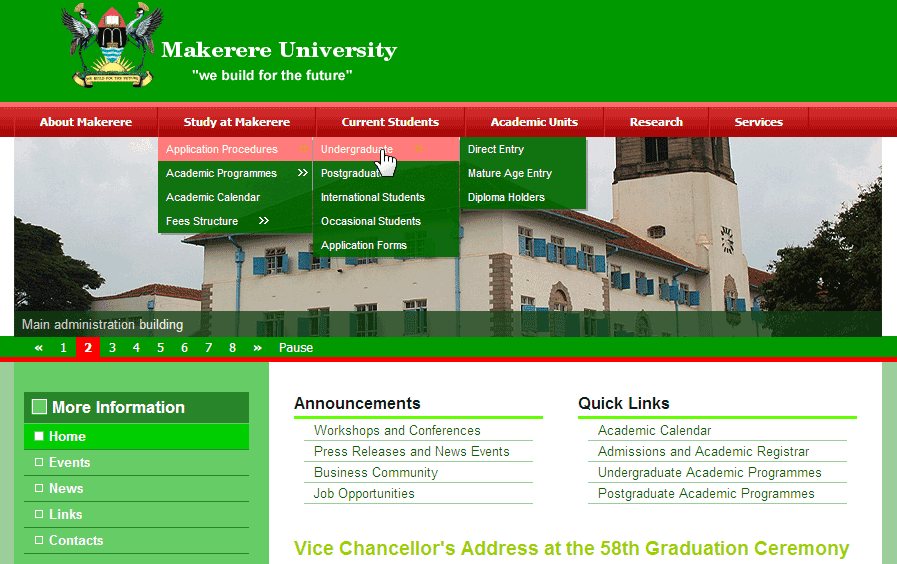 Makerere University
"we build for the future"
WE BUILD FOR THE FUTURE
About Makerere
Study at Makerere
Current Students
Academic Units
Research
Services
Application Procedures
Academic Programmes »
Academic Calendar
Fees Structure »
Undergraduate »
Postgraduate
International Students
Occasional Students
Application Forms
Direct Entry
Mature Age Entry
Diploma Holders
Main administration building
« 1 2 3 4 5 6 7 8 » Pause
More Information
Home
Events
News
Links
Contacts
Announcements
Workshops and Conferences
Press Releases and News Events
Business Community
Job Opportunities
Quick Links
Academic Calendar
Admissions and Academic Registrar
Undergraduate Academic Programmes
Postgraduate Academic Programmes
Vice Chancellor's Address at the 58th Graduation Ceremony